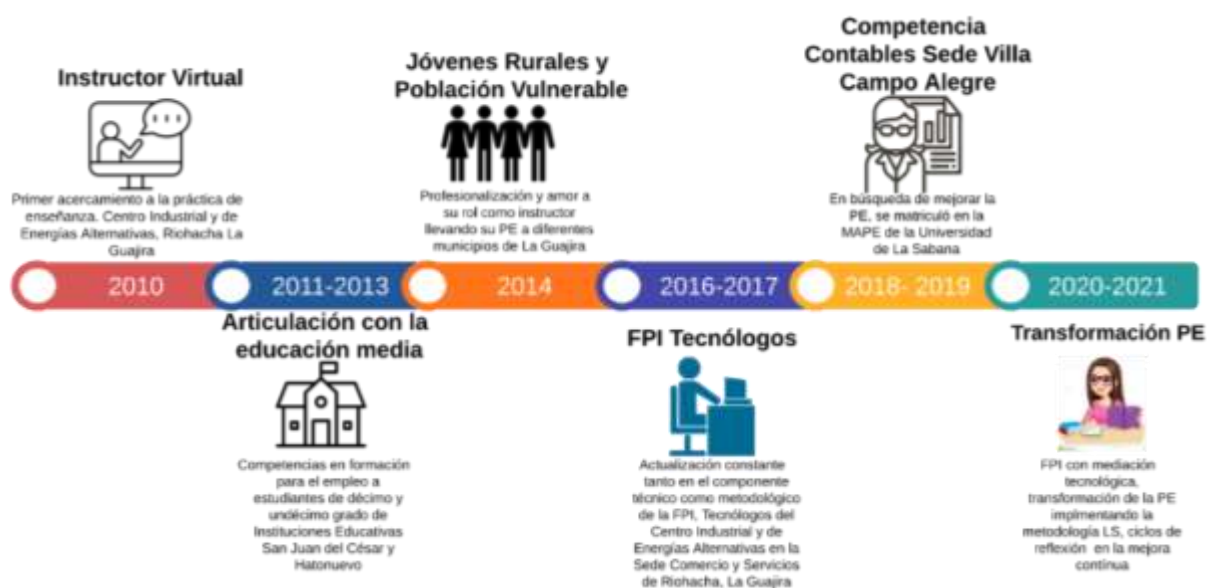 Instructor Virtual
Primer acercamiento a la práctica de
enseñanza. Centro Industrial y de
Energías Alternativas, Riohacha La
Guajira
2010
2011-2013
Articulación con la
educación media
Competencias en formación
para el empleo a
estudiantes de décimo y
undécimo grado de
Instituciones Educativas
San Juan del César y
Hatonuevo
Jóvenes Rurales y
Población Vulnerable
Profesionalización y amor a
su rol como instructor
llevando su PE a diferentes
municipios de La Guajira
2014
2016-2017
FPI Tecnólogos
Actualización constante
tanto en el componente
técnico como metodológico
de la FPI, Tecnólogos del
Centro Industrial y de
Energías Alternativas en la
Sede Comercio y Servicios
de Riohacha, La Guajira
Competencia
Contables Sede Villa
Campo Alegre
En búsqueda de mejorar la
PE, se matriculó en la
MAPE de la Universidad
de La Sabana
2018- 2019
2020-2021
Transformación PE
FPI con mediación
tecnológica,
transformación de la PE
implmentando la
metodología LS, ciclos de
reflexión en la mejora
continua